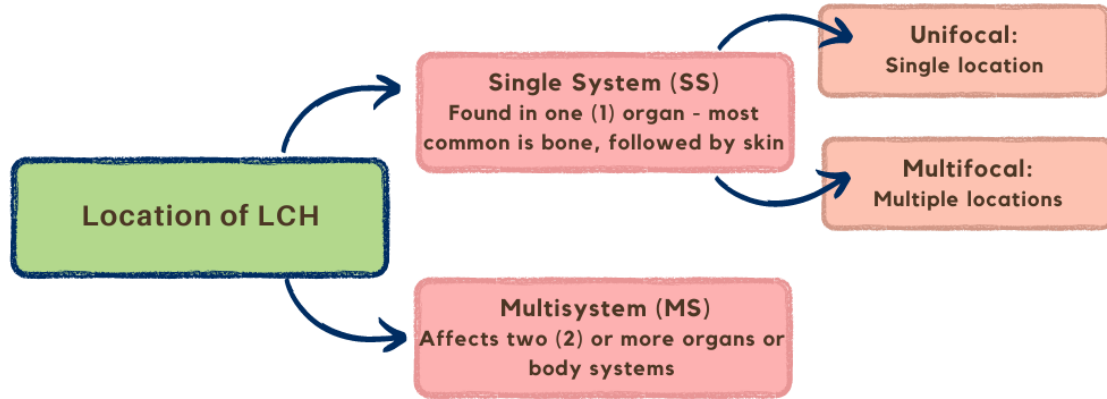 Location of LCH
Single System (SS)
Found in one (1) organ - most
common is bone, followed by skin
Unifocal:
Single location
Multifocal:
Multiple locations
Multisystem (MS)
Affects two (2) or more organs or
body systems